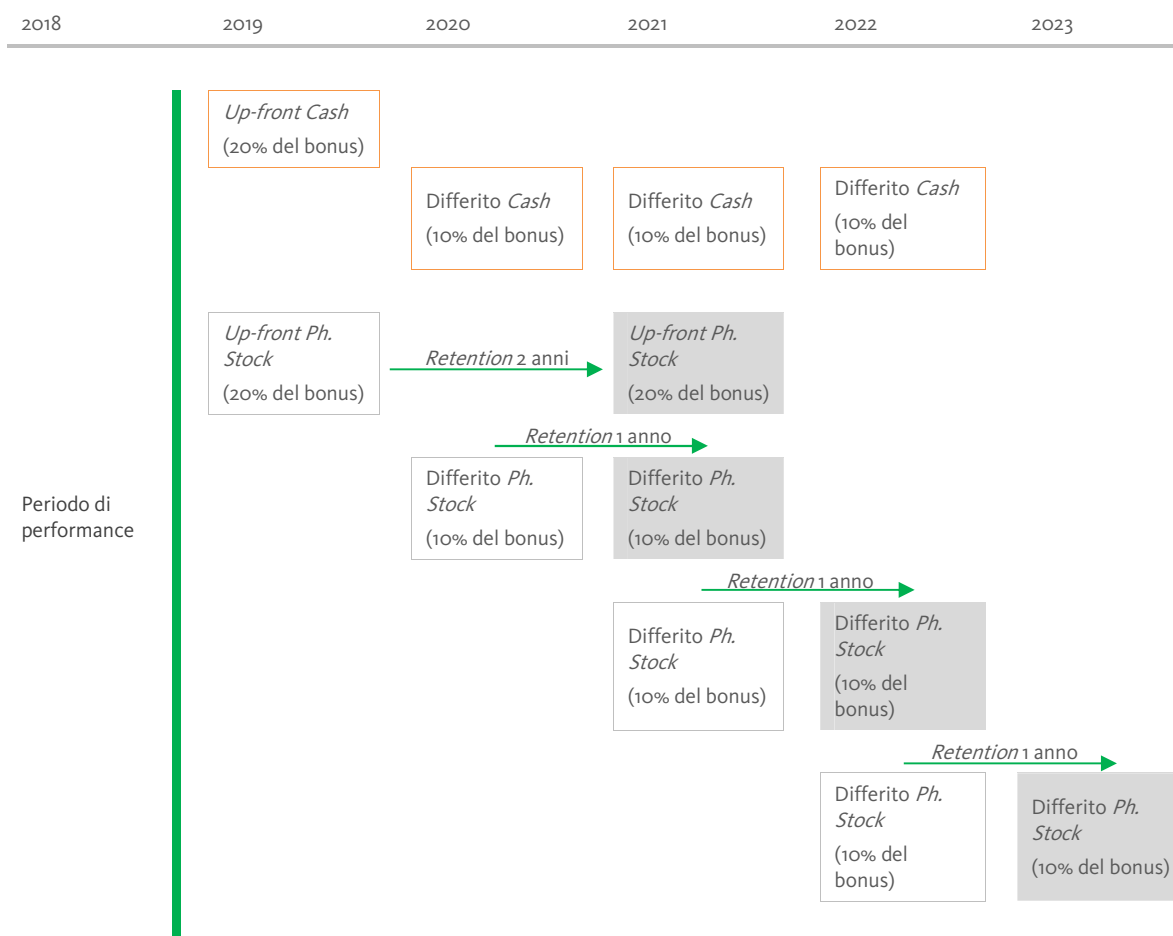 2018 2019 2020 2021 2022 2023
Up-front Cash
(20% del bonus)
Differito Cash
(10% del bonus)
Differito Cash
(10% del bonus)
Differito Cash
(10% del
bonus)
Up-front Ph.
Stock
(20% del bonus)
Retention 2 anni
Up-front Ph.
Stock
(20% del bonus)
Retention 1 anno
Differito Ph.
Stock
(10% del bonus)
Differito Ph.
Stock
(10% del bonus)
Periodo di
performance
Retention 1 anno
Differito Ph.
Stock
(10% del bonus)
Differito Ph.
Stock
(10% del
bonus)
Retention 1 anno
Differito Ph.
Stock
(10% del
bonus)
Differito Ph.
Stock
(10% del bonus)